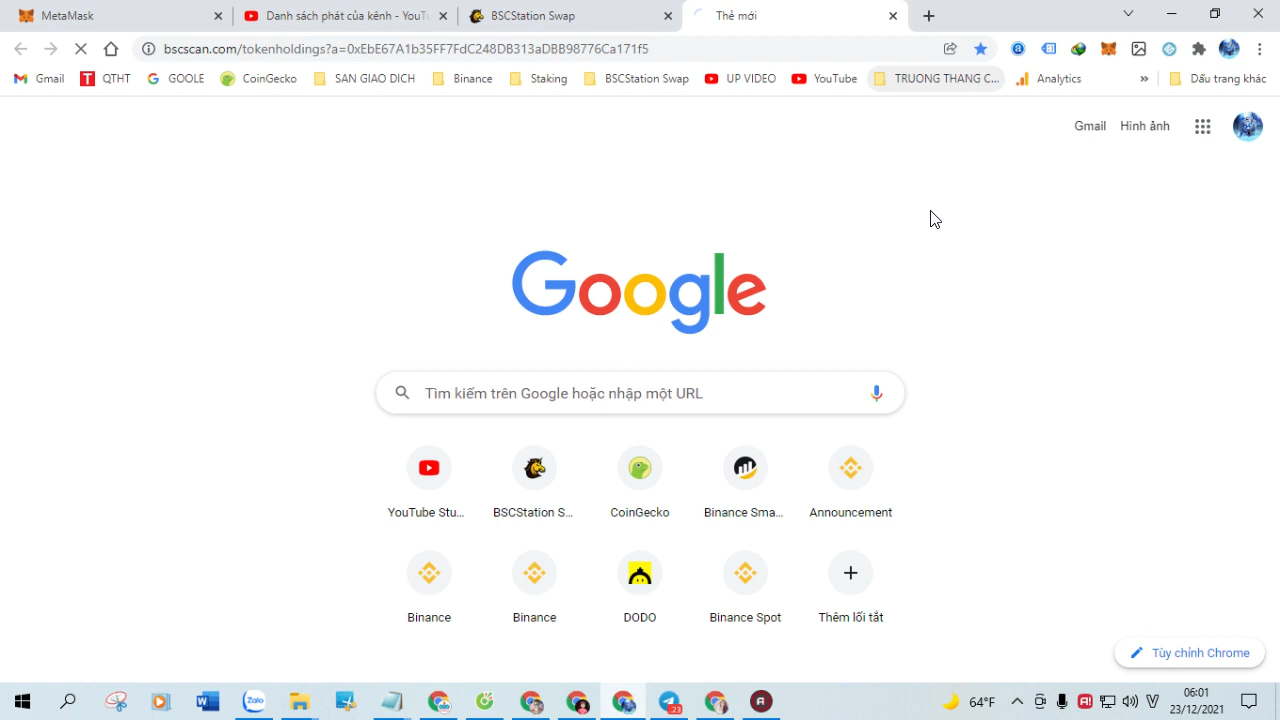 MetaMask
Danh sách phát của kênh - YouTu
BSCStation Swap
Thẻ mới
bscscan.com/tokenholdings?a=0xEbE67A1b35FF7FdC248DB313aDBB98776Ca171f5
Gmail
QTHT
GOOLE
CoinGecko
SAN GIAO DICH
Binance
Staking
BSCStation Swap
UP VIDEO
YouTube
TRUONG THANG C...
Analytics
»
Dấu trang khác
Gmail
Hình ảnh
Google
Tìm kiếm trên Google hoặc nhập một URL
YouTube Stu...
BSCStation S...
CoinGecko
Binance Sma...
Announcement
Binance
Binance
DODO
Binance Spot
Thêm lối tắt
Tùy chỉnh Chrome
Zalo
23
64°F
06:01
23/12/2021